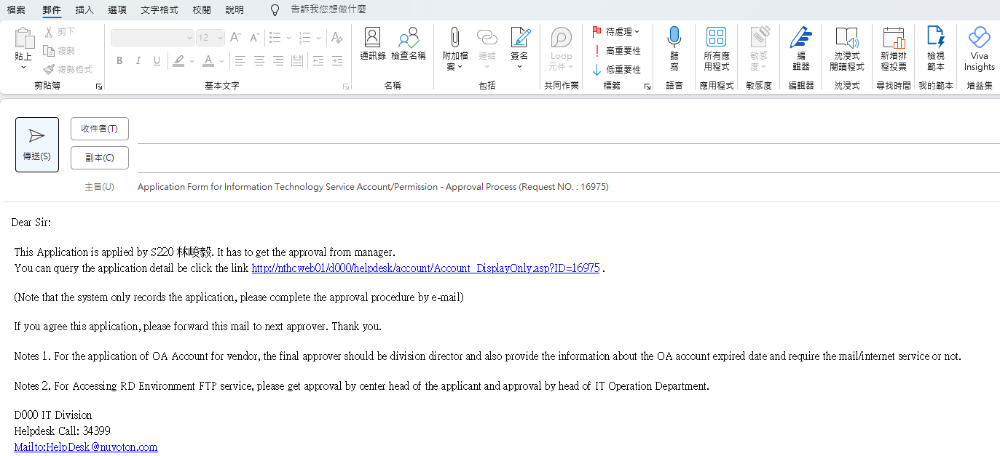 檔案 郵件 插入 選項 文字格式 校閱 說明 告訴我您想做什麼
貼上 剪下 複製 複製格式
剪貼簿
12 A A
B I U A
基本文字
通訊錄 檢查名稱
名稱
附加檔案 連結 簽名
包括
Loop 元件
共同作業
待處理
高重要性
低重要性
標籤
聽寫
語音
所有應用程式
應用程式
敏感度
敏感度
編輯器
編輯器
沈浸式閱讀程式
沈浸式
新增排程投票
尋找時間
檢視範本
我的範本
Viva Insights
增益集
傳送(S)
收件者(T)
副本(C)
主旨(U) Application Form for Information Technology Service Account/Permission - Approval Process (Request NO. : 16975)
Dear Sir:
This Application is applied by S220 林峻毅. It has to get the approval from manager.
You can query the application detail be click the link http://nthcweb01/d000/helpdesk/account/Account_DisplayOnly.asp?ID=16975 .
(Note that the system only records the application, please complete the approval procedure by e-mail)
If you agree this application, please forward this mail to next approver. Thank you.
Notes 1. For the application of OA Account for vendor, the final approver should be division director and also provide the information about the OA account expired date and require the mail/internet service or not.
Notes 2. For Accessing RD Environment FTP service, please get approval by center head of the applicant and approval by head of IT Operation Department.
D000 IT Division
Helpdesk Call: 34399
Mailto:HelpDesk@nuvoton.com